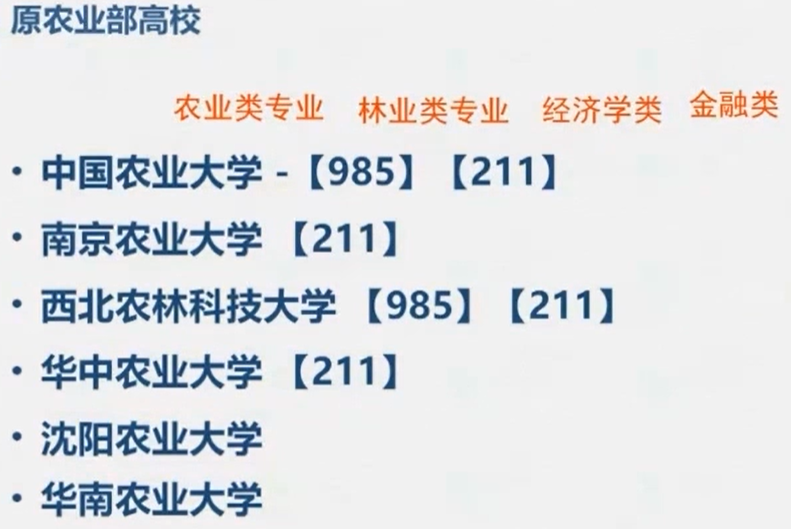 原农业部高校
农业类专业 林业类专业 经济学类 金融类
• 中国农业大学 -【985】【211】
• 南京农业大学 【211】
• 西北农林科技大学 【985】【211】
• 华中农业大学 【211】
• 沈阳农业大学
• 华南农业大学